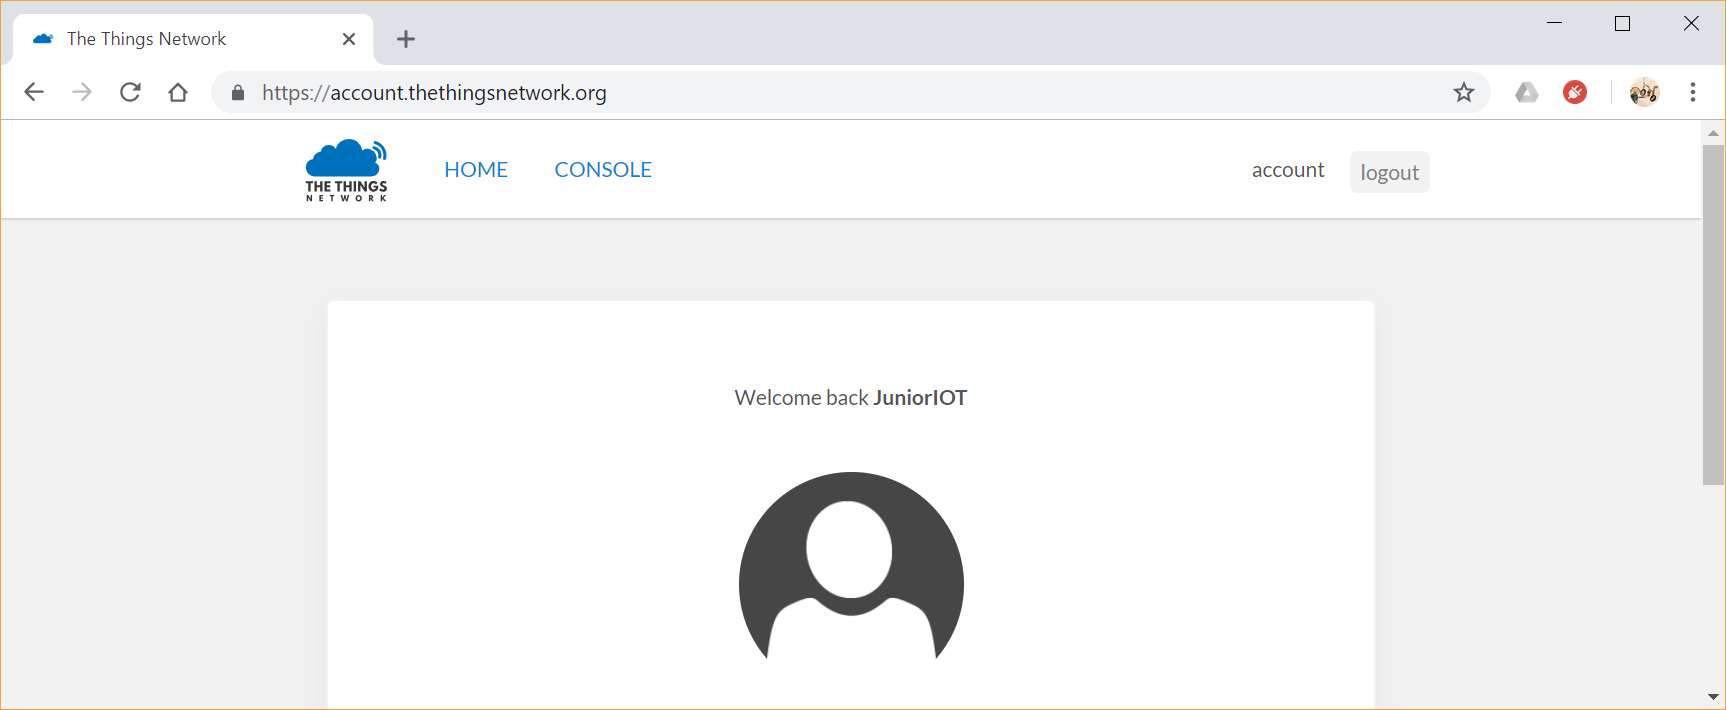 The Things Network
https://account.thethingsnetwork.org
THE THINGS
NETWORK
HOME
CONSOLE
account
logout
Welcome back JuniorIOT